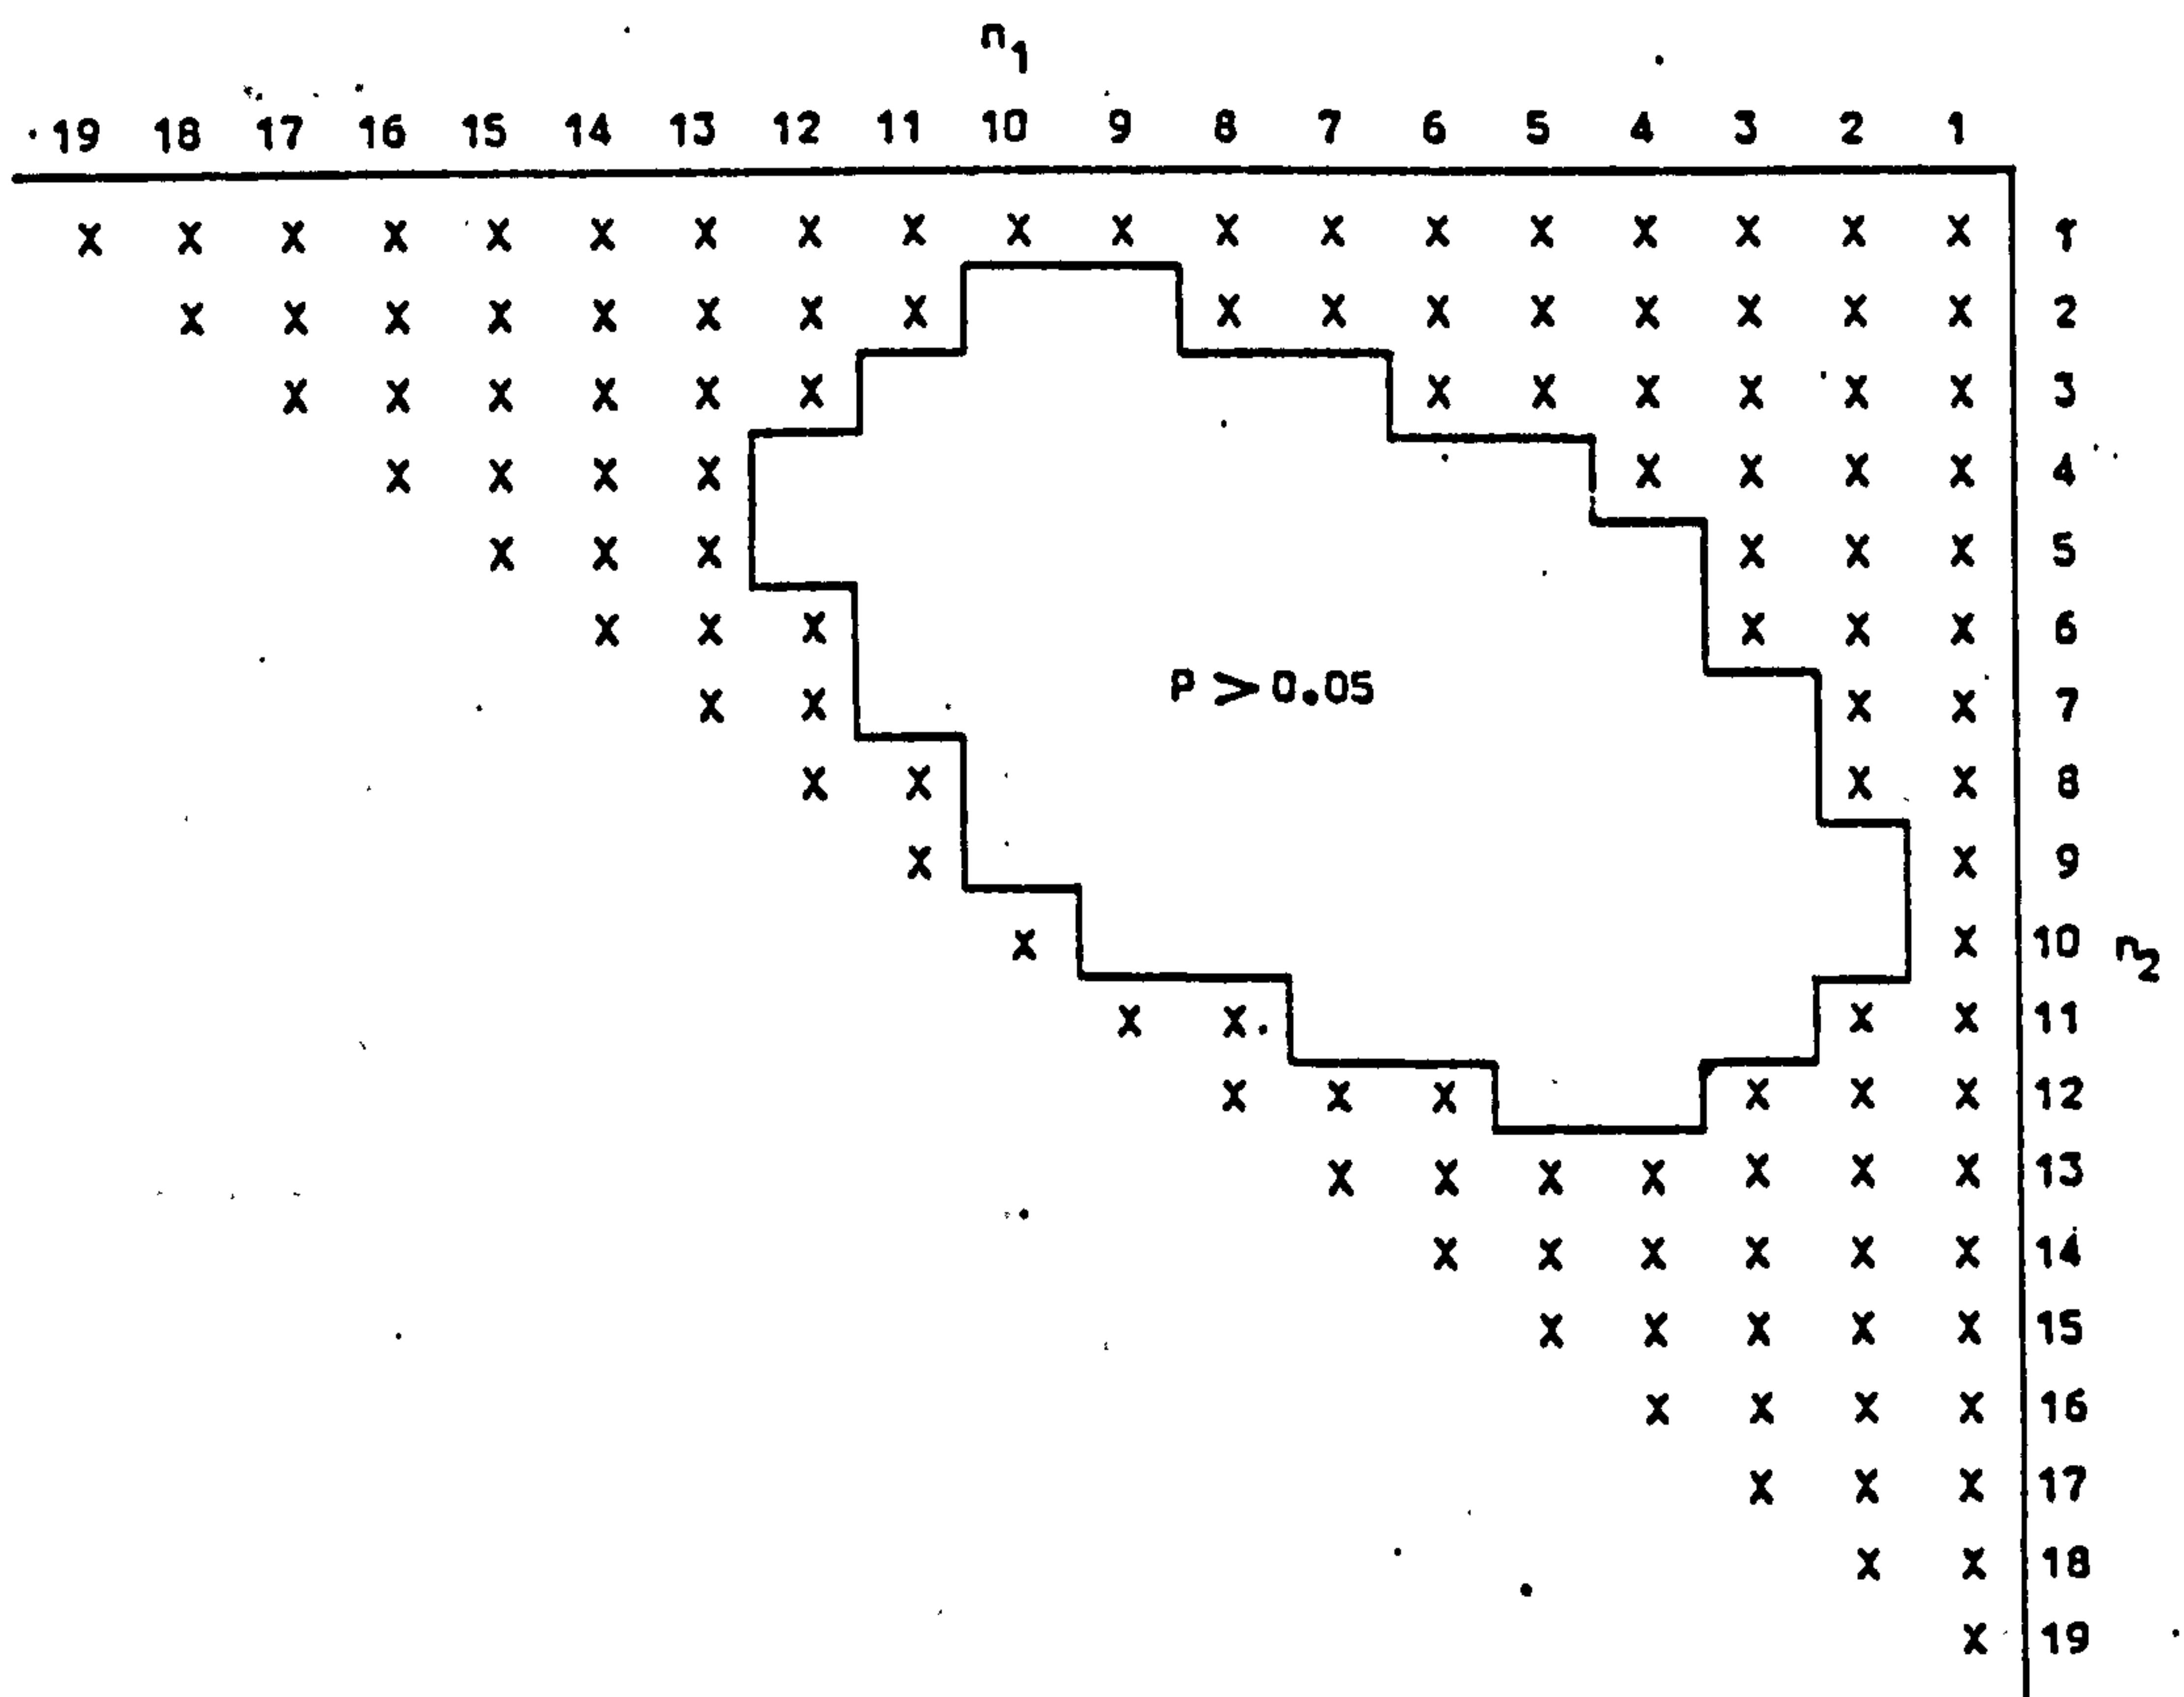 n1
19 18 17 16 15 14 13 12 11 10 9 8 7 6 5 4 3 2 1
x x x x x x x x x x x x x x x x x x x 1
x x x x x x x x x x x x x x x x 2
x x x x x x x x x x x x 3
x x x x x x x x 4
x x x x x x 5
x x x x x x 6
P > 0.05
x x x x 7
x x x x 8
x x 9
x x 10
n2
x x x x 11
x x x x x x 12
x x x x x x x 13
x x x x x x 14
x x x x x 15
x x x x 16
x x x 17
x x 18
x 19